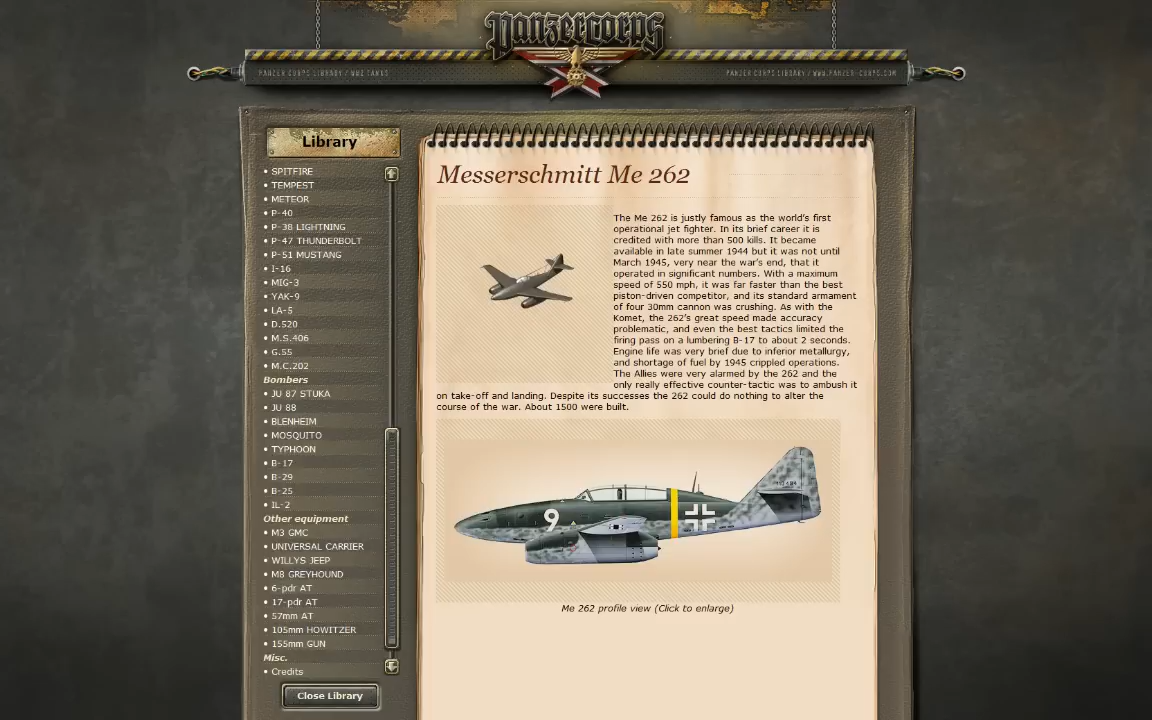 Panzercorps
PANZER CORPS LIBRARY / WW2 TANKS
PANZER CORPS LIBRARY / WWW.PANZER-CORPS.COM
Library
• SPITFIRE
• TEMPEST
• METEOR
• P-40
• P-38 LIGHTNING
• P-47 THUNDERBOLT
• P-51 MUSTANG
• I-16
• MIG-3
• YAK-9
• LA-5
• D.520
• M.S.406
• G.55
• M.C.202
Bombers
• JU 87 STUKA
• JU 88
• BLENHEIM
• MOSQUITO
• TYPHOON
• B-17
• B-29
• B-25
• IL-2
Other equipment
• M3 GMC
• UNIVERSAL CARRIER
• WILLYS JEEP
• M8 GREYHOUND
• 6-pdr AT
• 17-pdr AT
• 57mm AT
• 105mm HOWITZER
• 155mm GUN
Misc.
• Credits
Close Library
Messerschmitt Me 262
The Me 262 is justly famous as the world's first
operational jet fighter. In its brief career it is
credited with more than 500 kills. It became
available in late summer 1944 but it was not until
March 1945, very near the war's end, that it
operated in significant numbers. With a maximum
speed of 550 mph, it was far faster than the best
piston-driven competitor, and its standard armament
of four 30mm cannon was crushing. As with the
Komet, the 262's great speed made accuracy
problematic, and even the best tactics limited the
firing pass on a lumbering B-17 to about 2 seconds.
Engine life was very brief due to inferior metallurgy,
and shortage of fuel by 1945 crippled operations.
The Allies were very alarmed by the 262 and the
only really effective counter-tactic was to ambush it
on take-off and landing. Despite its successes the 262 could do nothing to alter the
course of the war. About 1500 were built.
9
Me 262 profile view (Click to enlarge)